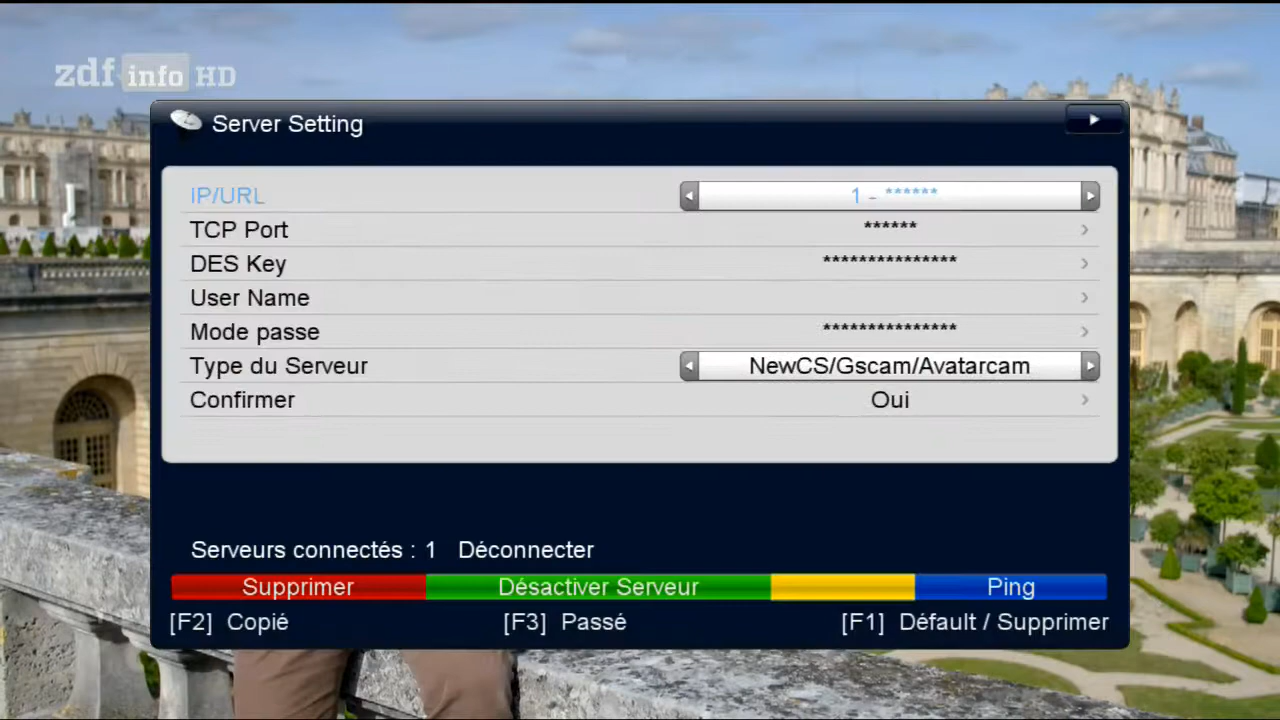 zdf info HD
Server Setting
IP/URL 1 - ******
TCP Port ******
DES Key ***************
User Name
Mode passe ***************
Type du Serveur NewCS/Gscam/Avatarcam
Confirmer Oui
Serveurs connectés : 1 Déconnecter
Supprimer Désactiver Serveur Ping
[F2] Copié [F3] Passé [F1] Défault / Supprimer